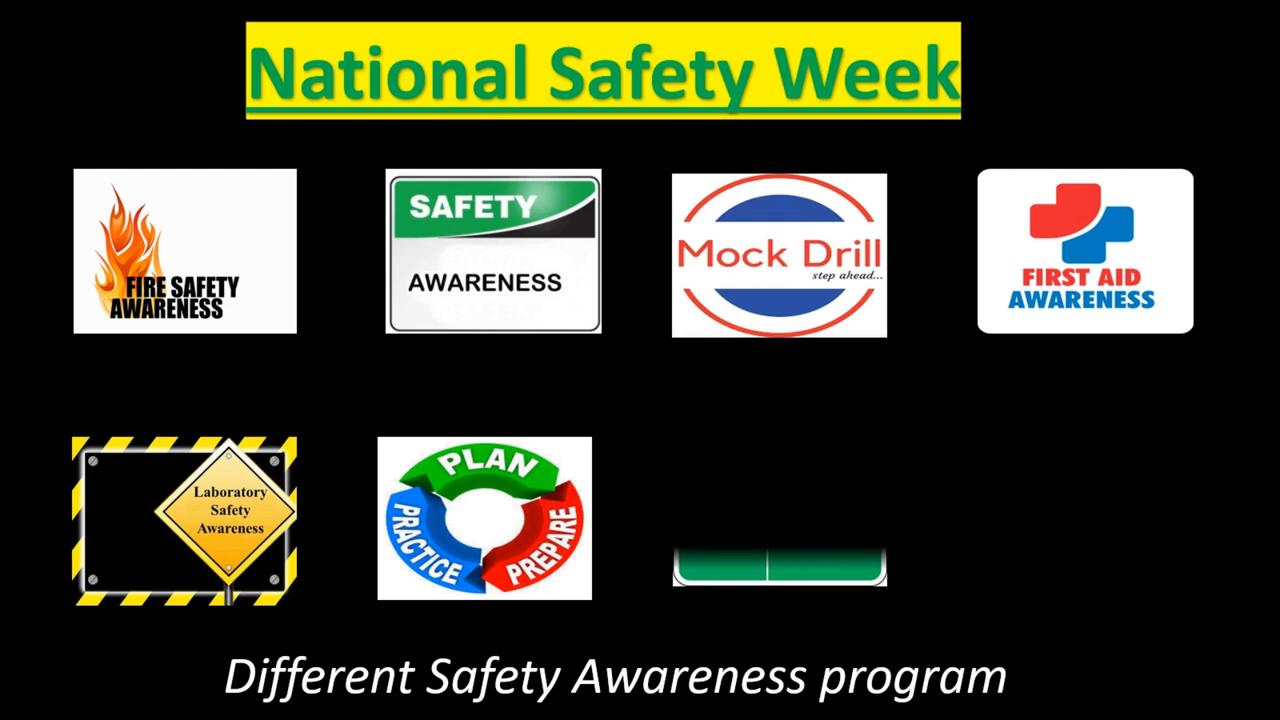 National Safety Week
FIRE SAFETY
AWARENESS
SAFETY
AWARENESS
Mock Drill
step ahead...
FIRST AID
AWARENESS
Laboratory
Safety
Awareness
PLAN
PRACTICE
PREPARE
Different Safety Awareness program